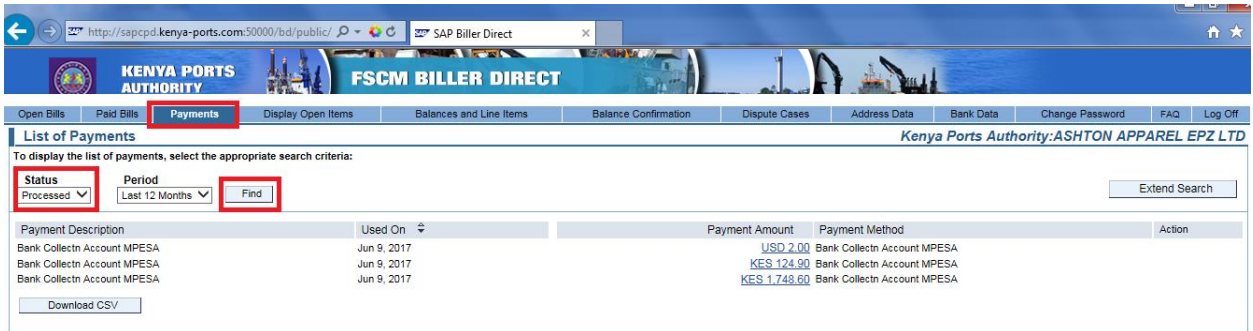 http://sapcpd.kenya-ports.com:50000/bd/public/ SAP Biller Direct
KENYA PORTS
AUTHORITY
FSCM BILLER DIRECT
Open Bills Paid Bills Payments Display Open Items Balances and Line Items Balance Confirmation Dispute Cases Address Data Bank Data Change Password FAQ Log Off
List of Payments Kenya Ports Authority:ASHTON APPAREL EPZ LTD
To display the list of payments, select the appropriate search criteria:
Status Period
Processed Last 12 Months Find Extend Search
Payment Description Used On Payment Amount Payment Method Action
Bank Collectn Account MPESA Jun 9, 2017 USD 2.00 Bank Collectn Account MPESA
Bank Collectn Account MPESA Jun 9, 2017 KES 124.90 Bank Collectn Account MPESA
Bank Collectn Account MPESA Jun 9, 2017 KES 1,748.60 Bank Collectn Account MPESA
Download CSV